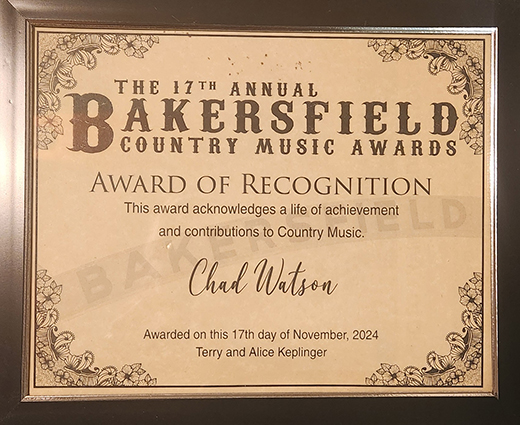 THE 17TH ANNUAL
BAKERSFIELD
COUNTRY MUSIC AWARDS
AWARD OF RECOGNITION
This award acknowledges a life of achievement
and contributions to Country Music.
BAKERSFIELD
Chad Watson
Awarded on this 17th day of November, 2024
Terry and Alice Keplinger